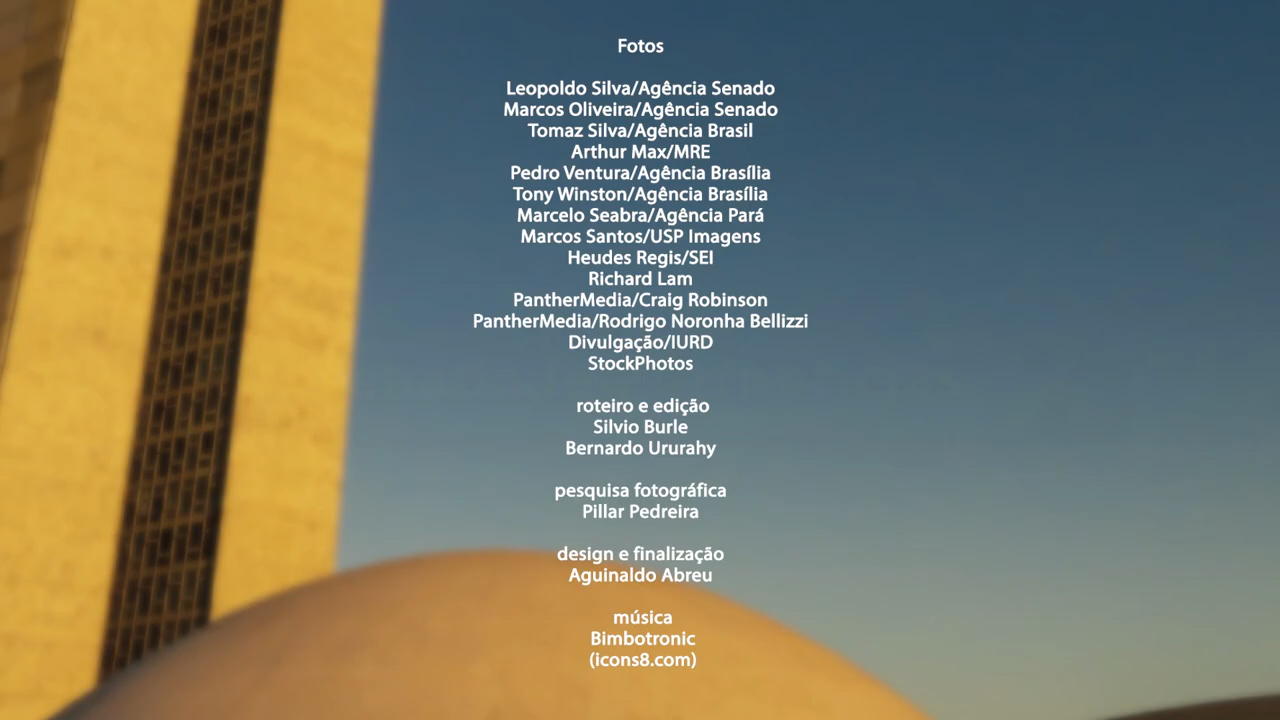 Fotos
Leopoldo Silva/Agência Senado
Marcos Oliveira/Agência Senado
Tomaz Silva/Agência Brasil
Arthur Max/MRE
Pedro Ventura/Agência Brasília
Tony Winston/Agência Brasília
Marcelo Seabra/Agência Pará
Marcos Santos/USP Imagens
Heudes Regis/SEI
Richard Lam
PantherMedia/Craig Robinson
PantherMedia/Rodrigo Noronha Bellizzi
Divulgação/IURD
StockPhotos
roteiro e edição
Silvio Burle
Bernardo Ururahy
pesquisa fotográfica
Pillar Pedreira
design e finalização
Aguinaldo Abreu
música
Bimbotronic
(icons8.com)